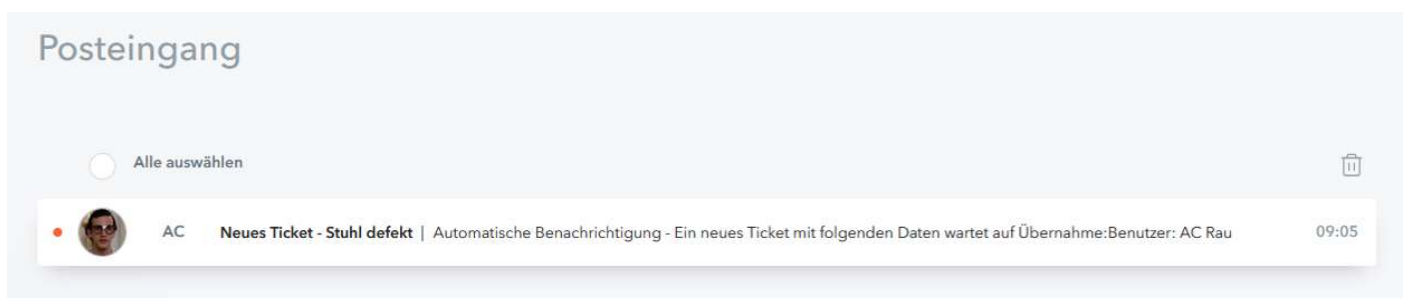 Posteingang
Alle auswählen
AC Neues Ticket - Stuhl defekt | Automatische Benachrichtigung - Ein neues Ticket mit folgenden Daten wartet auf Übernahme:Benutzer: AC Rau 09:05